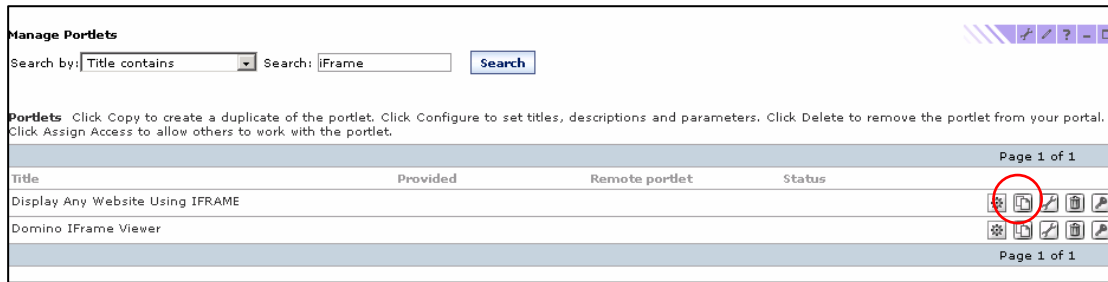 Manage Portlets
Search by: Title contains Search: iFrame Search
Portlets Click Copy to create a duplicate of the portlet. Click Configure to set titles, descriptions and parameters. Click Delete to remove the portlet from your portal.
Click Assign Access to allow others to work with the portlet.
Page 1 of 1
Title Provided Remote portlet Status
Display Any Website Using IFRAME
Domino IFrame Viewer
Page 1 of 1